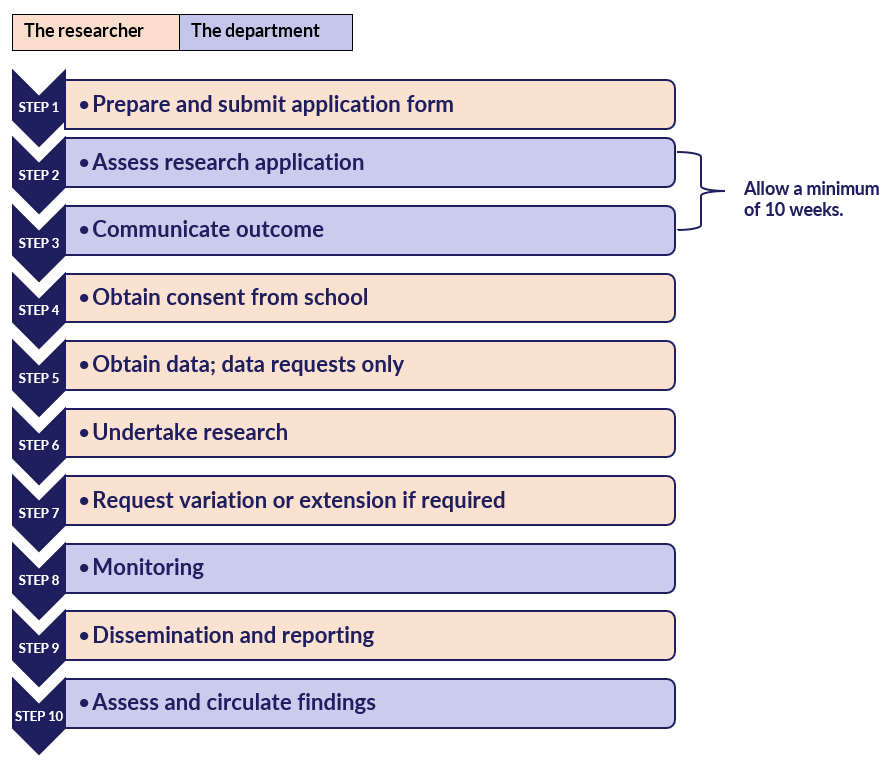 The researcher The department
STEP 1 • Prepare and submit application form
STEP 2 • Assess research application
Allow a minimum
of 10 weeks.
STEP 3 • Communicate outcome
STEP 4 • Obtain consent from school
STEP 5 • Obtain data; data requests only
STEP 6 • Undertake research
STEP 7 • Request variation or extension if required
STEP 8 • Monitoring
STEP 9 • Dissemination and reporting
STEP 10 • Assess and circulate findings